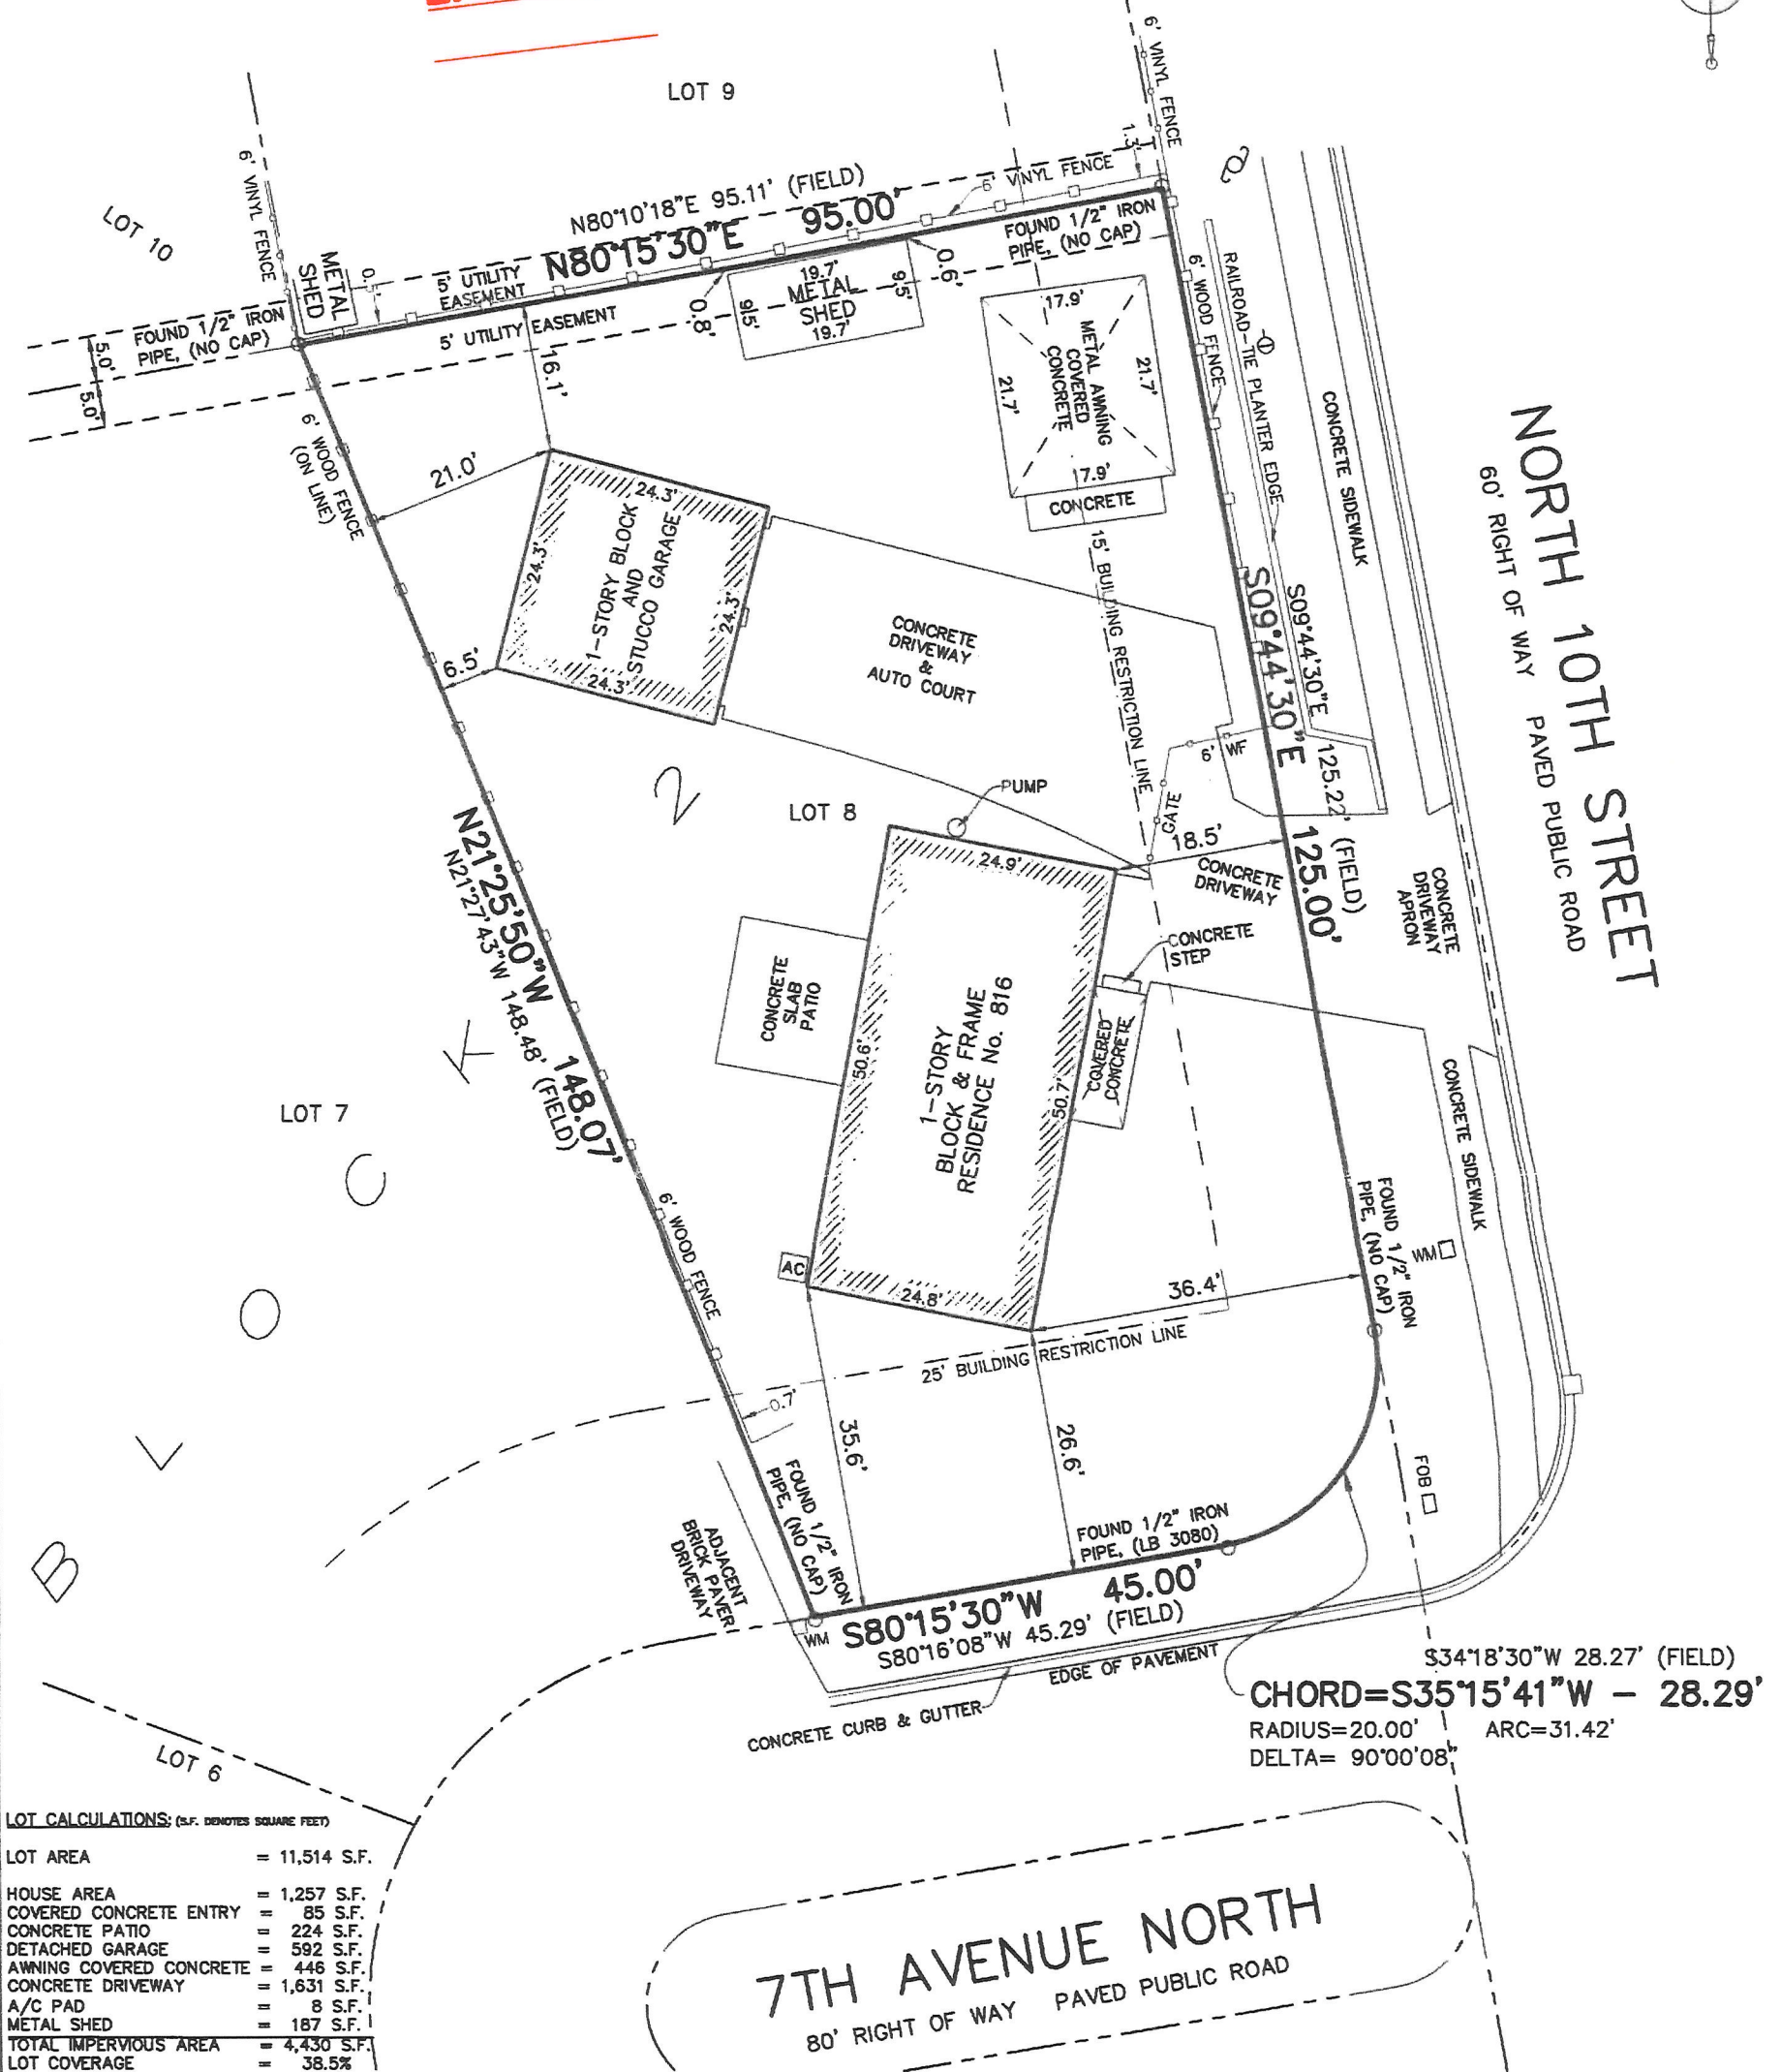 LOT 9
6' VINYL FENCE
1.3'
LOT 10
6' VINYL FENCE
METAL
SHED
N80°10'18"E 95.11' (FIELD)
N80°15'30"E 95.00'
6' VINYL FENCE
FOUND 1/2" IRON
PIPE, (NO CAP)
5' UTILITY
EASEMENT
5' UTILITY EASEMENT
FOUND 1/2" IRON
PIPE, (NO CAP)
5.0'
5.0'
0.8'
19.7'
9.5'
METAL
SHED
9.5'
19.7'
0.6'
16.1'
17.9'
21.7'
METAL AWNING
COVERED
CONCRETE
21.7'
17.9'
CONCRETE
6' WOOD FENCE
RAILROAD-TIE PLANTER EDGE
CONCRETE SIDEWALK
NORTH 10TH STREET
60' RIGHT OF WAY PAVED PUBLIC ROAD
6' WOOD FENCE
(ON LINE)
21.0'
24.3'
24.3'
1-STORY BLOCK
AND
STUCCO GARAGE
24.3'
24.3'
6.5'
CONCRETE
DRIVEWAY
&
AUTO COURT
15' BUILDING RESTRICTION LINE
S09°44'30"E 125.22' (FIELD)
S09°44'30"E 125.00'
6' WF
GATE
2
LOT 8
PUMP
18.5'
CONCRETE
DRIVEWAY
CONCRETE
DRIVEWAY
APRON
24.9'
CONCRETE
STEP
N21°25'50"W 148.07'
N21°27'43"W 148.48' (FIELD)
CONCRETE
SLAB
PATIO
50.6'
1-STORY
BLOCK & FRAME
RESIDENCE No. 816
50.7'
COVERED
CONCRETE
CONCRETE SIDEWALK
LOT 7
BLOCK
6' WOOD FENCE
AC
24.8'
36.4'
FOUND 1/2" IRON
PIPE, (NO CAP)
WM
25' BUILDING RESTRICTION LINE
0.7'
35.6'
26.6'
FOB
FOUND 1/2" IRON
PIPE, (NO CAP)
ADJACENT
BRICK PAVER
DRIVEWAY
FOUND 1/2" IRON
PIPE, (LB 3080)
WM
S80°15'30"W 45.00'
S80°16'08"W 45.29' (FIELD)
EDGE OF PAVEMENT
CONCRETE CURB & GUTTER
S34°18'30"W 28.27' (FIELD)
CHORD=S35°15'41"W - 28.29'
RADIUS=20.00' ARC=31.42'
DELTA= 90°00'08"
LOT 6
7TH AVENUE NORTH
80' RIGHT OF WAY PAVED PUBLIC ROAD
LOT CALCULATIONS: (S.F. DENOTES SQUARE FEET)
LOT AREA = 11,514 S.F.
HOUSE AREA = 1,257 S.F.
COVERED CONCRETE ENTRY = 85 S.F.
CONCRETE PATIO = 224 S.F.
DETACHED GARAGE = 592 S.F.
AWNING COVERED CONCRETE = 446 S.F.
CONCRETE DRIVEWAY = 1,631 S.F.
A/C PAD = 8 S.F.
METAL SHED = 187 S.F.
TOTAL IMPERVIOUS AREA = 4,430 S.F.
LOT COVERAGE = 38.5%